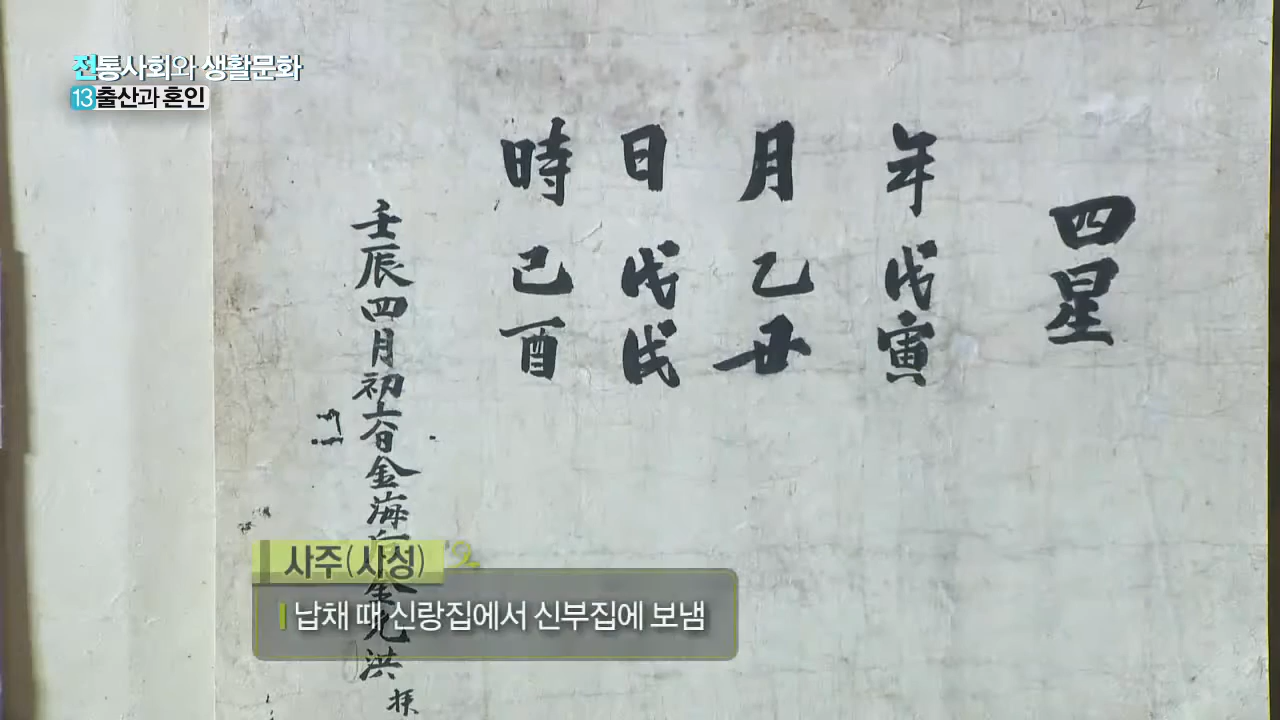 전통사회와 생활문화
13 출산과 혼인
四星
年 戊寅
月 乙丑
日 戊戌
時 己酉
壬辰四月初六日 金海 金 洪
사주(사성)
납채 때 신랑집에서 신부집에 보냄